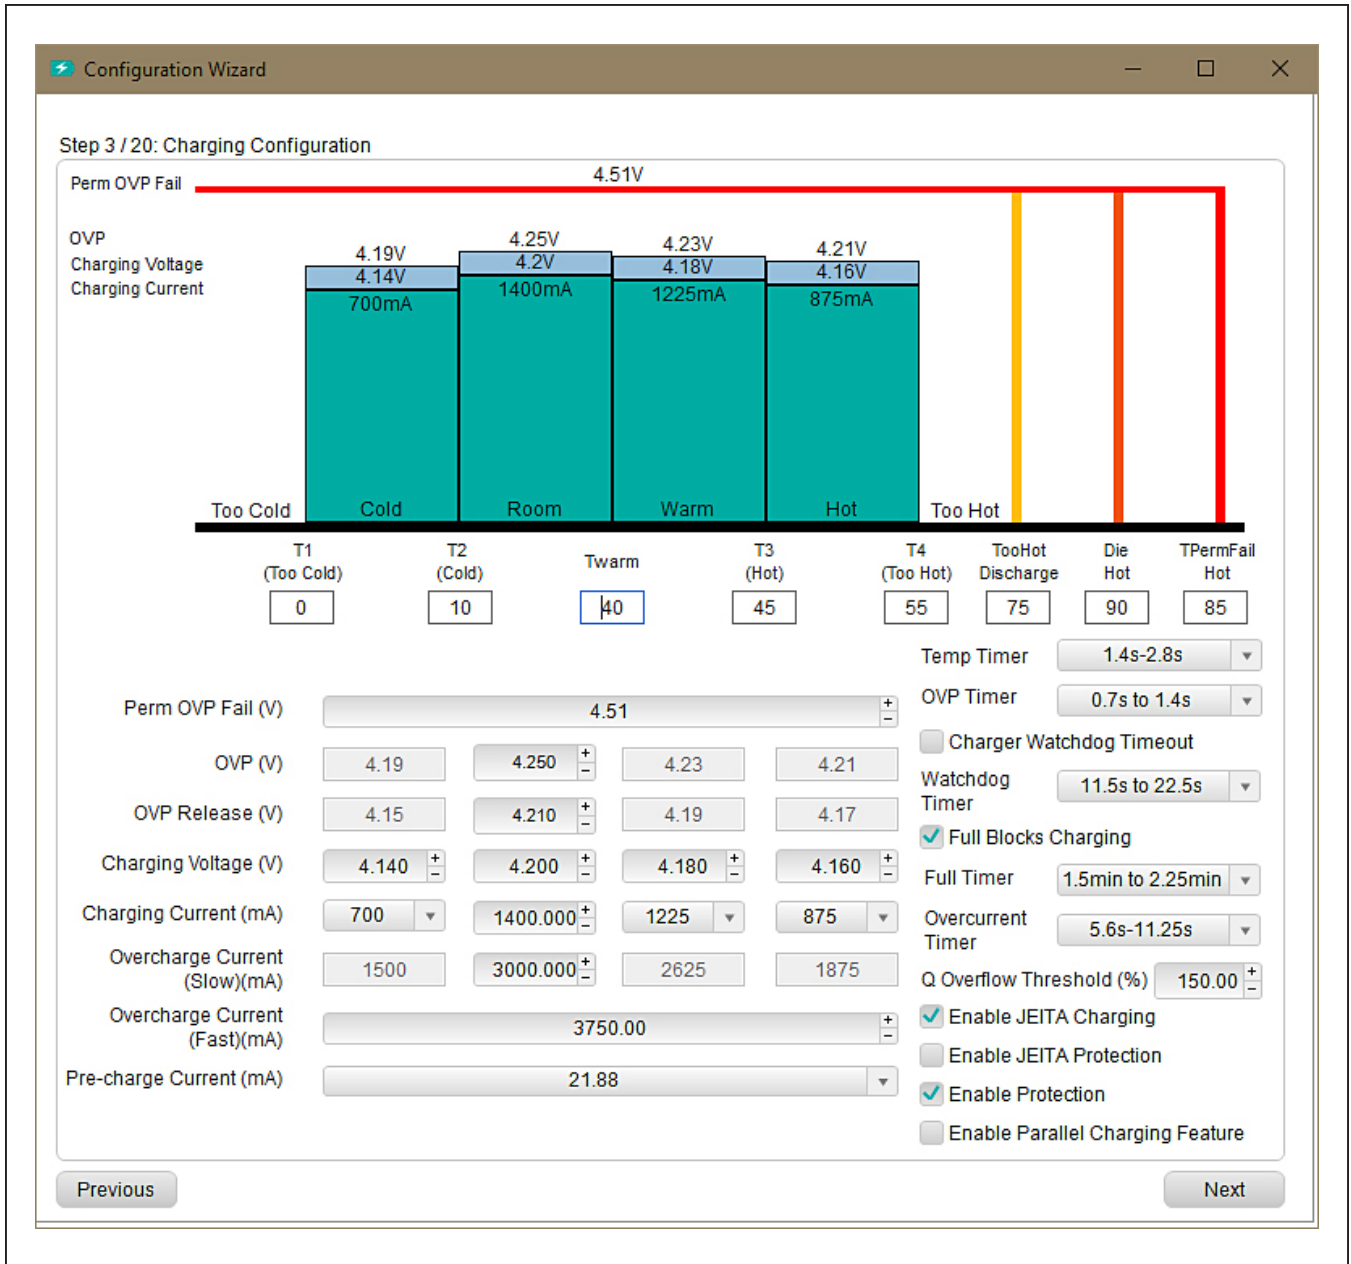 Configuration Wizard
Step 3 / 20: Charging Configuration
Perm OVP Fail
4.51V
OVP
Charging Voltage
Charging Current
4.19V
4.14V
700mA
4.25V
4.2V
1400mA
4.23V
4.18V
1225mA
4.21V
4.16V
875mA
Too Cold
Cold
Room
Warm
Hot
Too Hot
T1
(Too Cold)
T2
(Cold)
Twarm
T3
(Hot)
T4
(Too Hot)
TooHot
Discharge
Die
Hot
TPermFail
Hot
0
10
40
45
55
75
90
85
Perm OVP Fail (V)
4.51
+
−
OVP (V)
4.19
4.250
+
−
4.23
4.21
OVP Release (V)
4.15
4.210
+
−
4.19
4.17
Charging Voltage (V)
4.140
+
−
4.200
+
−
4.180
+
−
4.160
+
−
Charging Current (mA)
700
1400.000
+
−
1225
875
Overcharge Current
(Slow)(mA)
1500
3000.000
+
−
2625
1875
Overcharge Current
(Fast)(mA)
3750.00
+
−
Pre-charge Current (mA)
21.88
Temp Timer
1.4s-2.8s
OVP Timer
0.7s to 1.4s
Charger Watchdog Timeout
Watchdog
Timer
11.5s to 22.5s
Full Blocks Charging
Full Timer
1.5min to 2.25min
Overcurrent
Timer
5.6s-11.25s
Q Overflow Threshold (%)
150.00
+
−
Enable JEITA Charging
Enable JEITA Protection
Enable Protection
Enable Parallel Charging Feature
Previous
Next